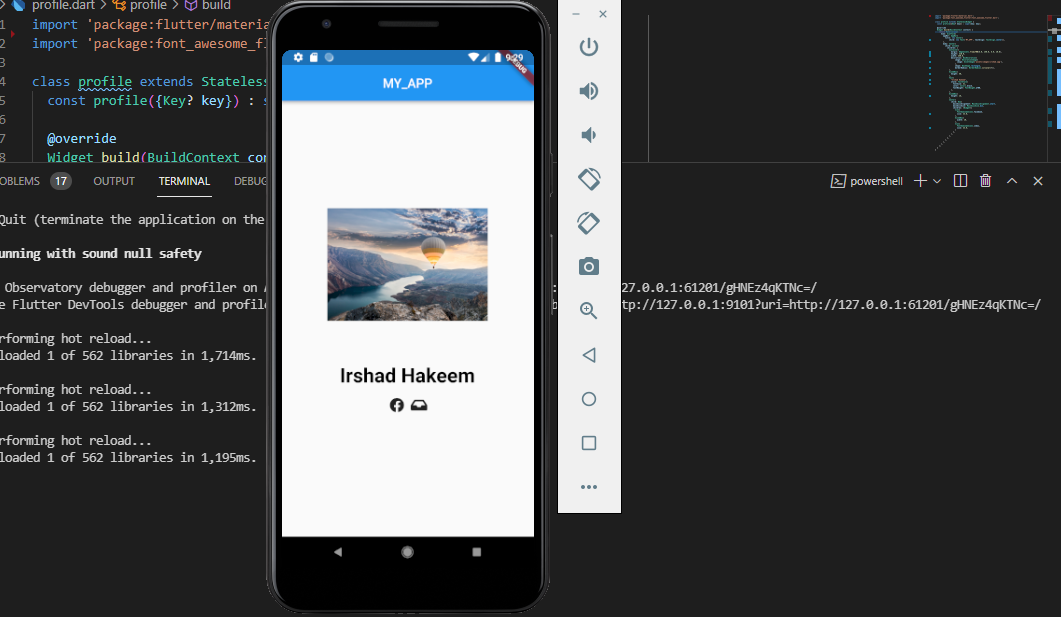 profile.dart > profile > build
1 import 'package:flutter/materia
2 import 'package:font_awesome_fl
3
4 class profile extends Stateless
5 const profile({Key? key}) : s
6
7 @override
8 Widget build(BuildContext con
OBLEMS 17 OUTPUT TERMINAL DEBUG powershell
Quit (terminate the application on the
unning with sound null safety
Observatory debugger and profiler on A : 27.0.0.1:61201/gHNEz4qKTNc=/
e Flutter DevTools debugger and profile tp://127.0.0.1:9101?uri=http://127.0.0.1:61201/gHNEz4qKTNc=/
rforming hot reload...
loaded 1 of 562 libraries in 1,714ms.
rforming hot reload...
loaded 1 of 562 libraries in 1,312ms.
rforming hot reload...
loaded 1 of 562 libraries in 1,195ms.
9:29
MY_APP
Irshad Hakeem